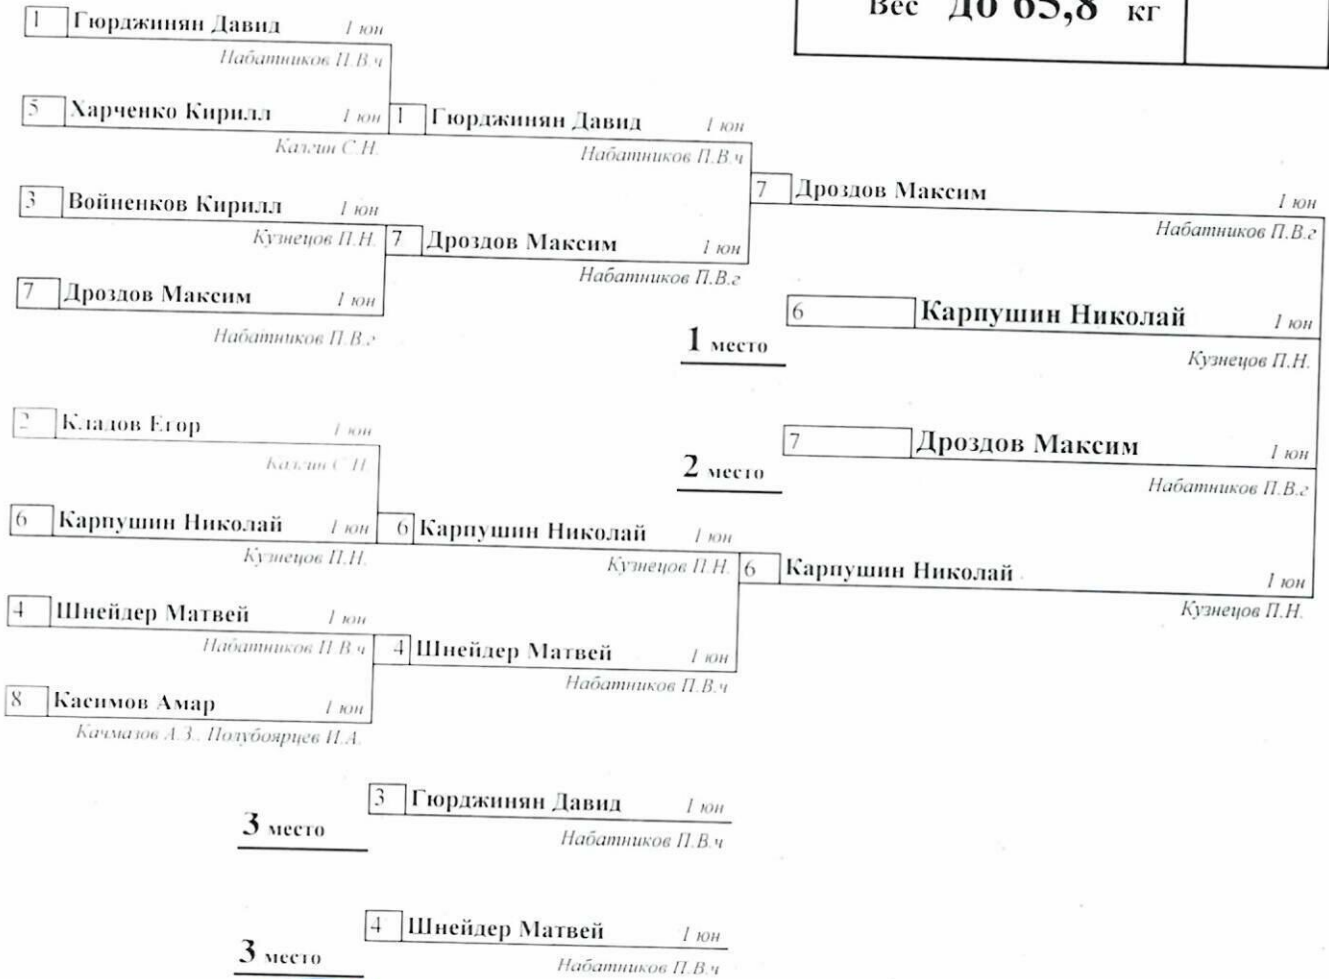 Вес до 65,8 кг
1 Гюрджинян Давид 1 юн
Набатников П.В.ч
5 Харченко Кирилл 1 юн
Калгин С.Н.
1 Гюрджинян Давид 1 юн
Набатников П.В.ч
3 Войненков Кирилл 1 юн
Кузнецов П.Н.
7 Дроздов Максим 1 юн
Набатников П.В.г
7 Дроздов Максим 1 юн
Набатников П.В.г
7 Дроздов Максим 1 юн
Набатников П.В.г
1 место
6 Карпушин Николай 1 юн
Кузнецов П.Н.
2 место
7 Дроздов Максим 1 юн
Набатников П.В.г
2 Кладов Егор 1 юн
Калгин С.Н.
6 Карпушин Николай 1 юн
Кузнецов П.Н.
6 Карпушин Николай 1 юн
Кузнецов П.Н.
6 Карпушин Николай 1 юн
Кузнецов П.Н.
4 Шнейдер Матвей 1 юн
Набатников П.В.ч
4 Шнейдер Матвей 1 юн
Набатников П.В.ч
8 Касимов Амар 1 юн
Качмазов А.З., Полубоярцев И.А.
3 место
3 Гюрджинян Давид 1 юн
Набатников П.В.ч
3 место
4 Шнейдер Матвей 1 юн
Набатников П.В.ч